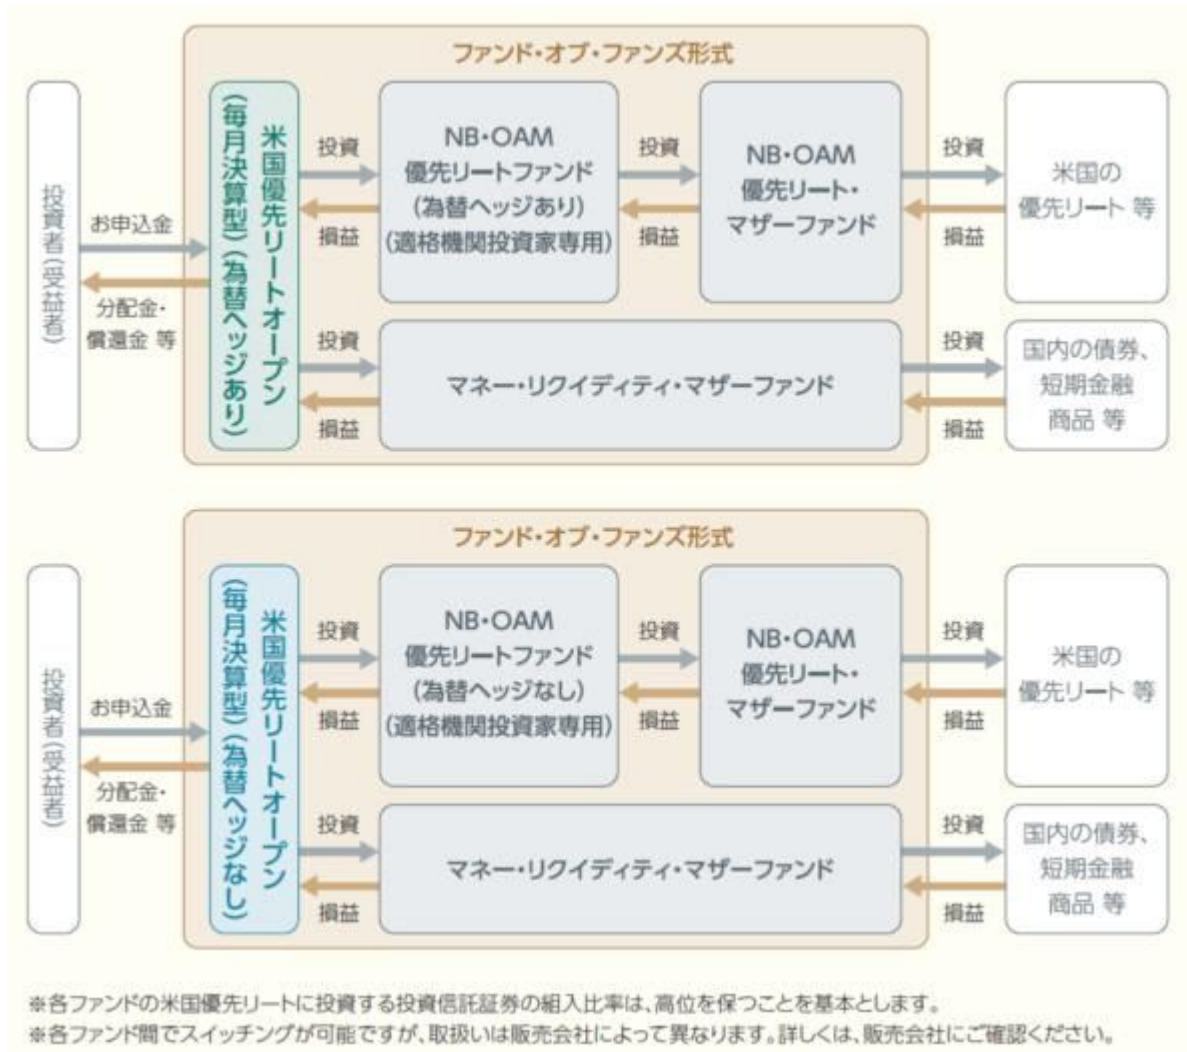 ファンド・オブ・ファンズ形式
投資者(受益者)
お申込金
分配金・
償還金 等
米国優先リートオープン
(毎月決算型)(為替ヘッジあり)
投資
損益
NB・OAM
優先リートファンド
(為替ヘッジあり)
(適格機関投資家専用)
投資
損益
NB・OAM
優先リート・
マザーファンド
投資
損益
米国の
優先リート 等
投資
損益
マネー・リクイディティ・マザーファンド
投資
損益
国内の債券、
短期金融
商品 等
ファンド・オブ・ファンズ形式
投資者(受益者)
お申込金
分配金・
償還金 等
米国優先リートオープン
(毎月決算型)(為替ヘッジなし)
投資
損益
NB・OAM
優先リートファンド
(為替ヘッジなし)
(適格機関投資家専用)
投資
損益
NB・OAM
優先リート・
マザーファンド
投資
損益
米国の
優先リート 等
投資
損益
マネー・リクイディティ・マザーファンド
投資
損益
国内の債券、
短期金融
商品 等
※各ファンドの米国優先リートに投資する投資信託証券の組入比率は、高位を保つことを基本とします。
※各ファンド間でスイッチングが可能ですが、取扱いは販売会社によって異なります。詳しくは、販売会社にご確認ください。